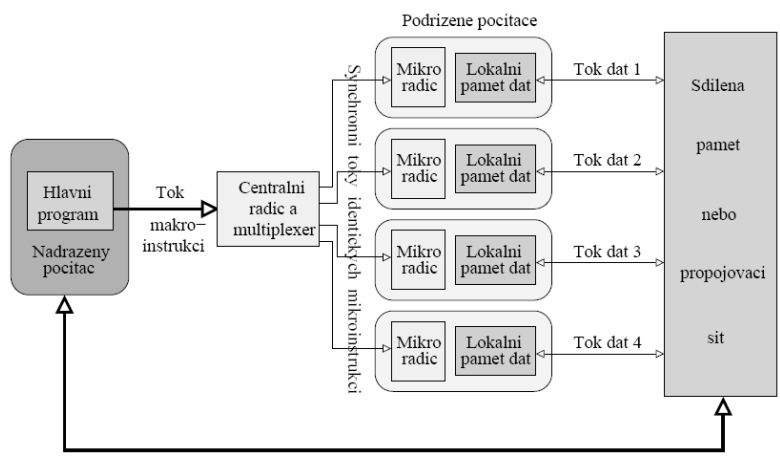 Podrizene pocitace
Hlavni
program
Nadrazeny
pocitac
Tok
makro–
instrukci
Centralni
radic a
multiplexer
Synchronni toky identickych mikroinstrukci
Mikro
radic
Lokalni
pamet dat
Tok dat 1
Mikro
radic
Lokalni
pamet dat
Tok dat 2
Mikro
radic
Lokalni
pamet dat
Tok dat 3
Mikro
radic
Lokalni
pamet dat
Tok dat 4
Sdilena
pamet
nebo
propojovaci
sit